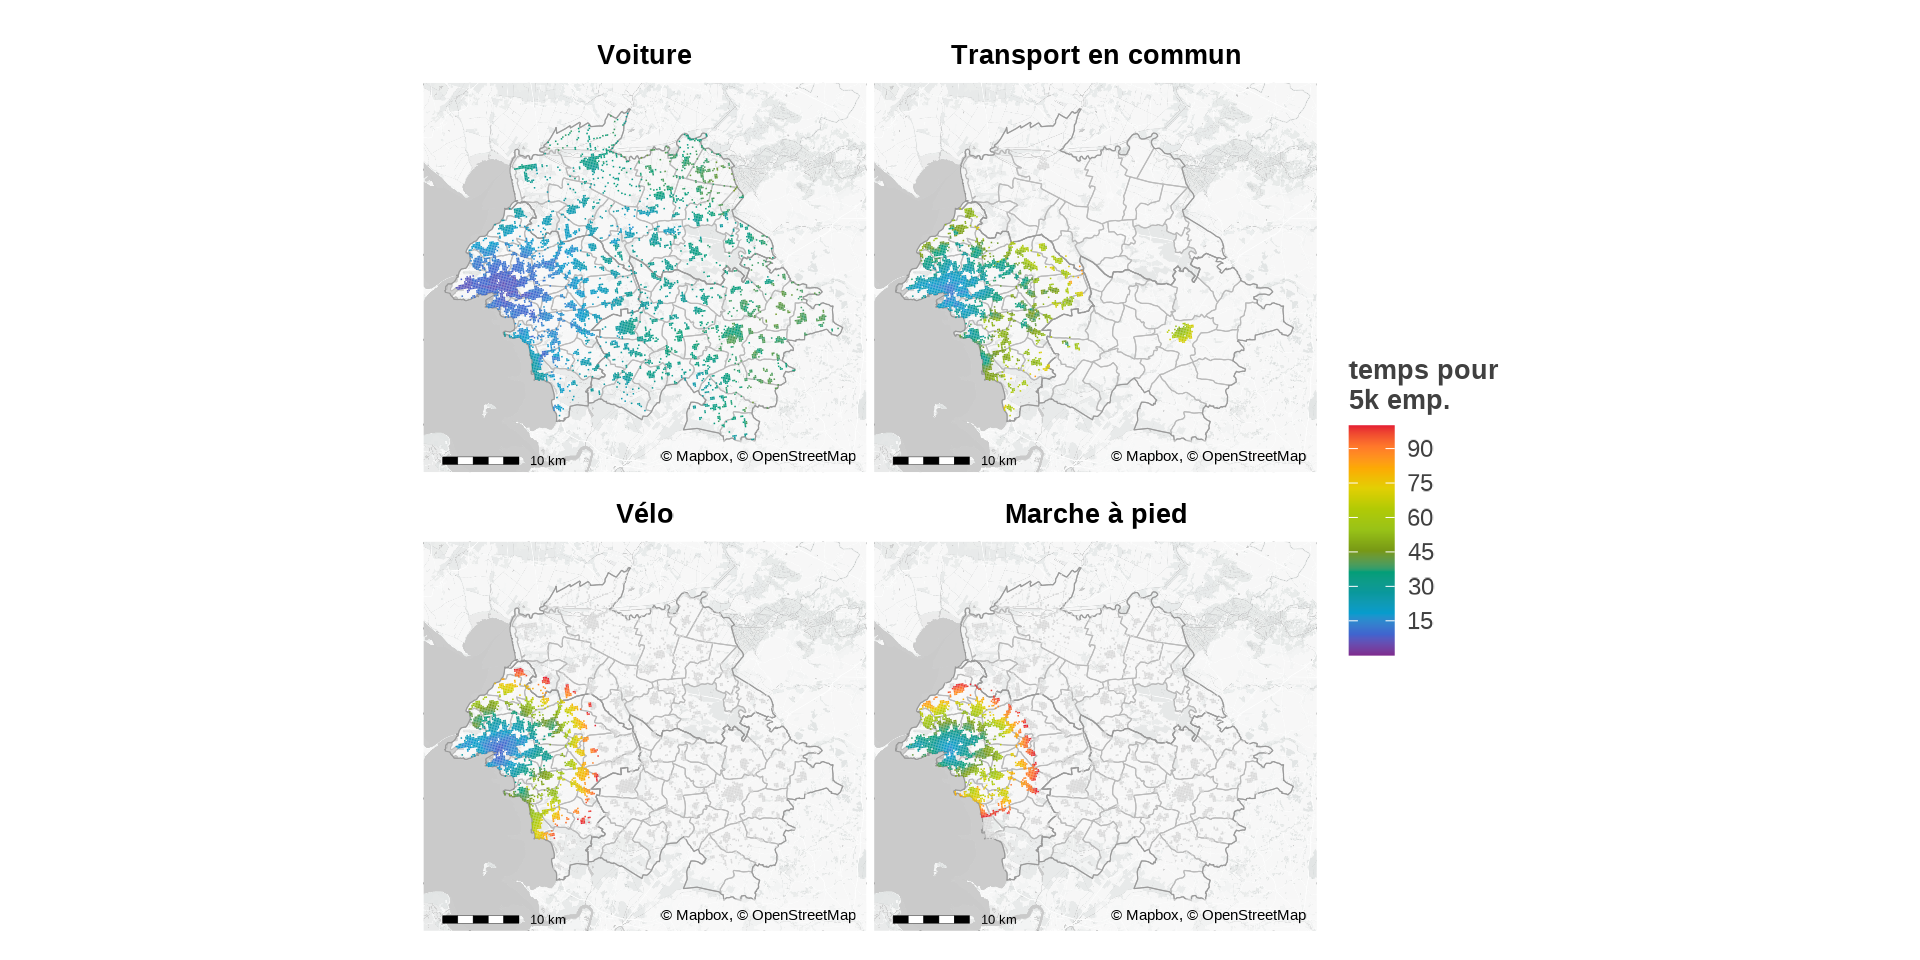 Voiture
Transport en commun
10 km
© Mapbox, © OpenStreetMap
10 km
© Mapbox, © OpenStreetMap
temps pour
5k emp.
90
75
60
45
30
15
Vélo
Marche à pied
10 km
© Mapbox, © OpenStreetMap
10 km
© Mapbox, © OpenStreetMap